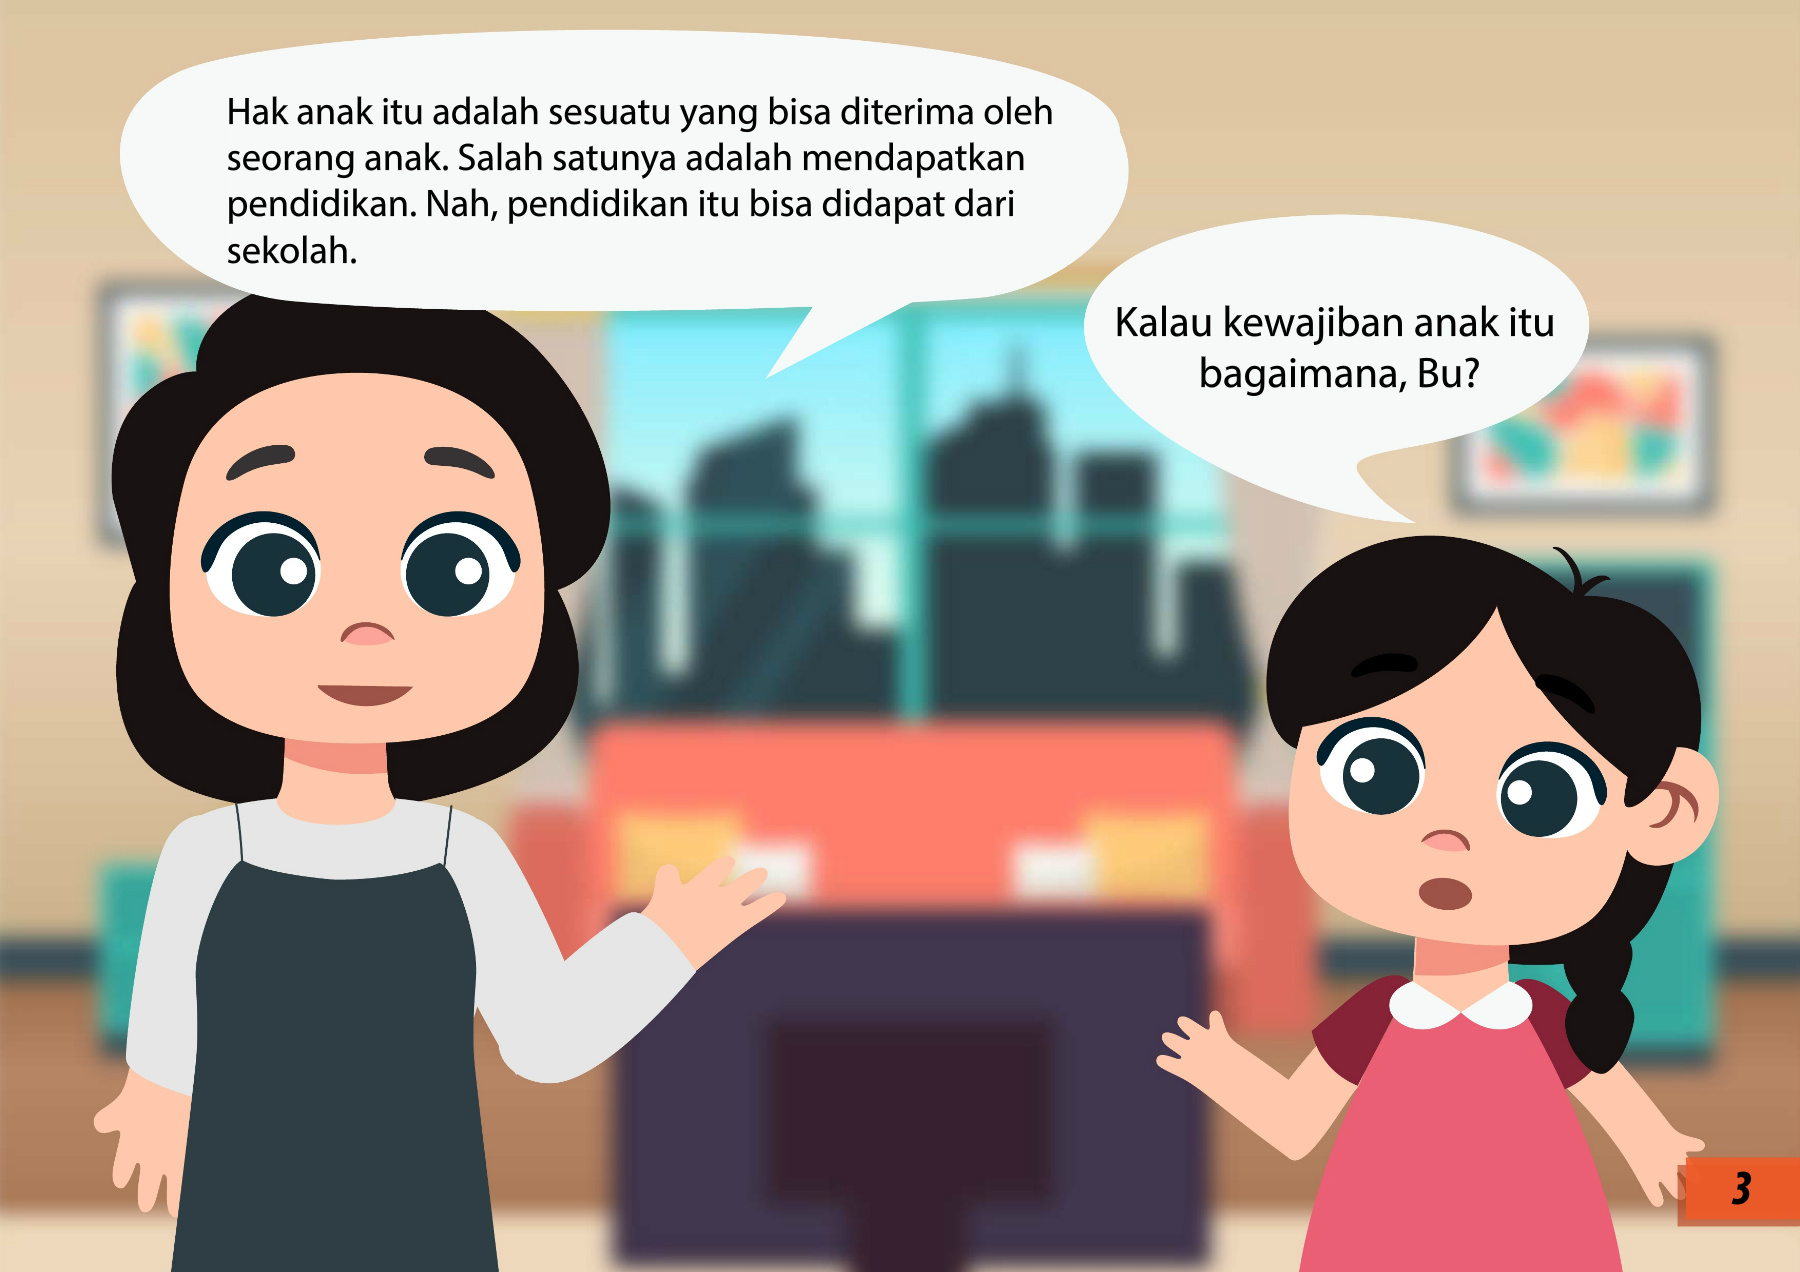 Hak anak itu adalah sesuatu yang bisa diterima oleh
seorang anak. Salah satunya adalah mendapatkan
pendidikan. Nah, pendidikan itu bisa didapat dari
sekolah.
Kalau kewajiban anak itu
bagaimana, Bu?
3